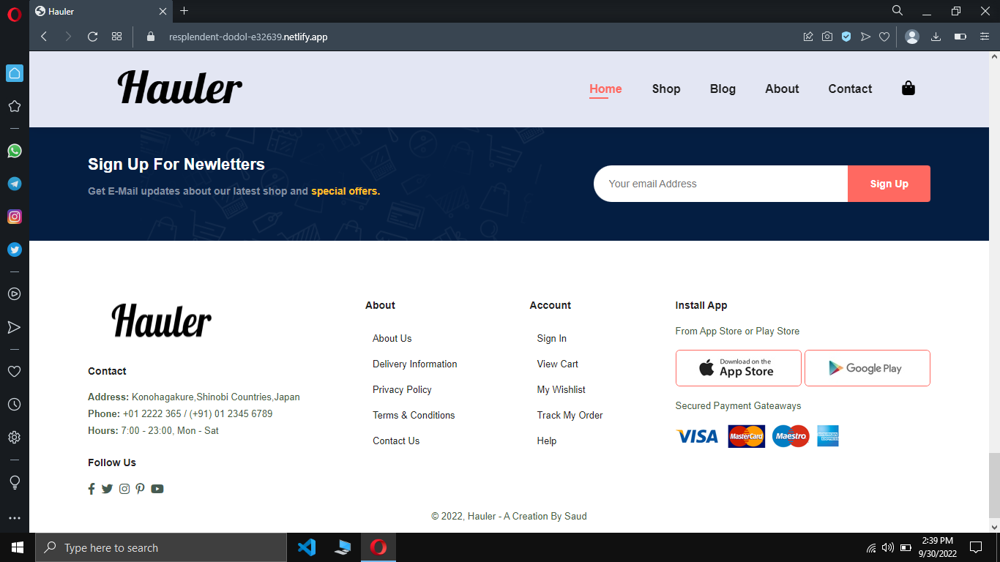 Hauler
resplendent-dodol-e32639.netlify.app
Hauler
Home Shop Blog About Contact
Sign Up For Newletters
Get E-Mail updates about our latest shop and special offers.
Your email Address
Sign Up
Hauler
Contact
Address: Konohagakure,Shinobi Countries,Japan
Phone: +01 2222 365 / (+91) 01 2345 6789
Hours: 7:00 - 23:00, Mon - Sat
Follow Us
About
About Us
Delivery Information
Privacy Policy
Terms & Conditions
Contact Us
Account
Sign In
View Cart
My Wishlist
Track My Order
Help
Install App
From App Store or Play Store
Download on the
App Store
Google Play
Secured Payment Gateaways
VISA MasterCard Maestro AMERICAN
EXPRESS
© 2022, Hauler - A Creation By Saud
Type here to search
2:39 PM
9/30/2022